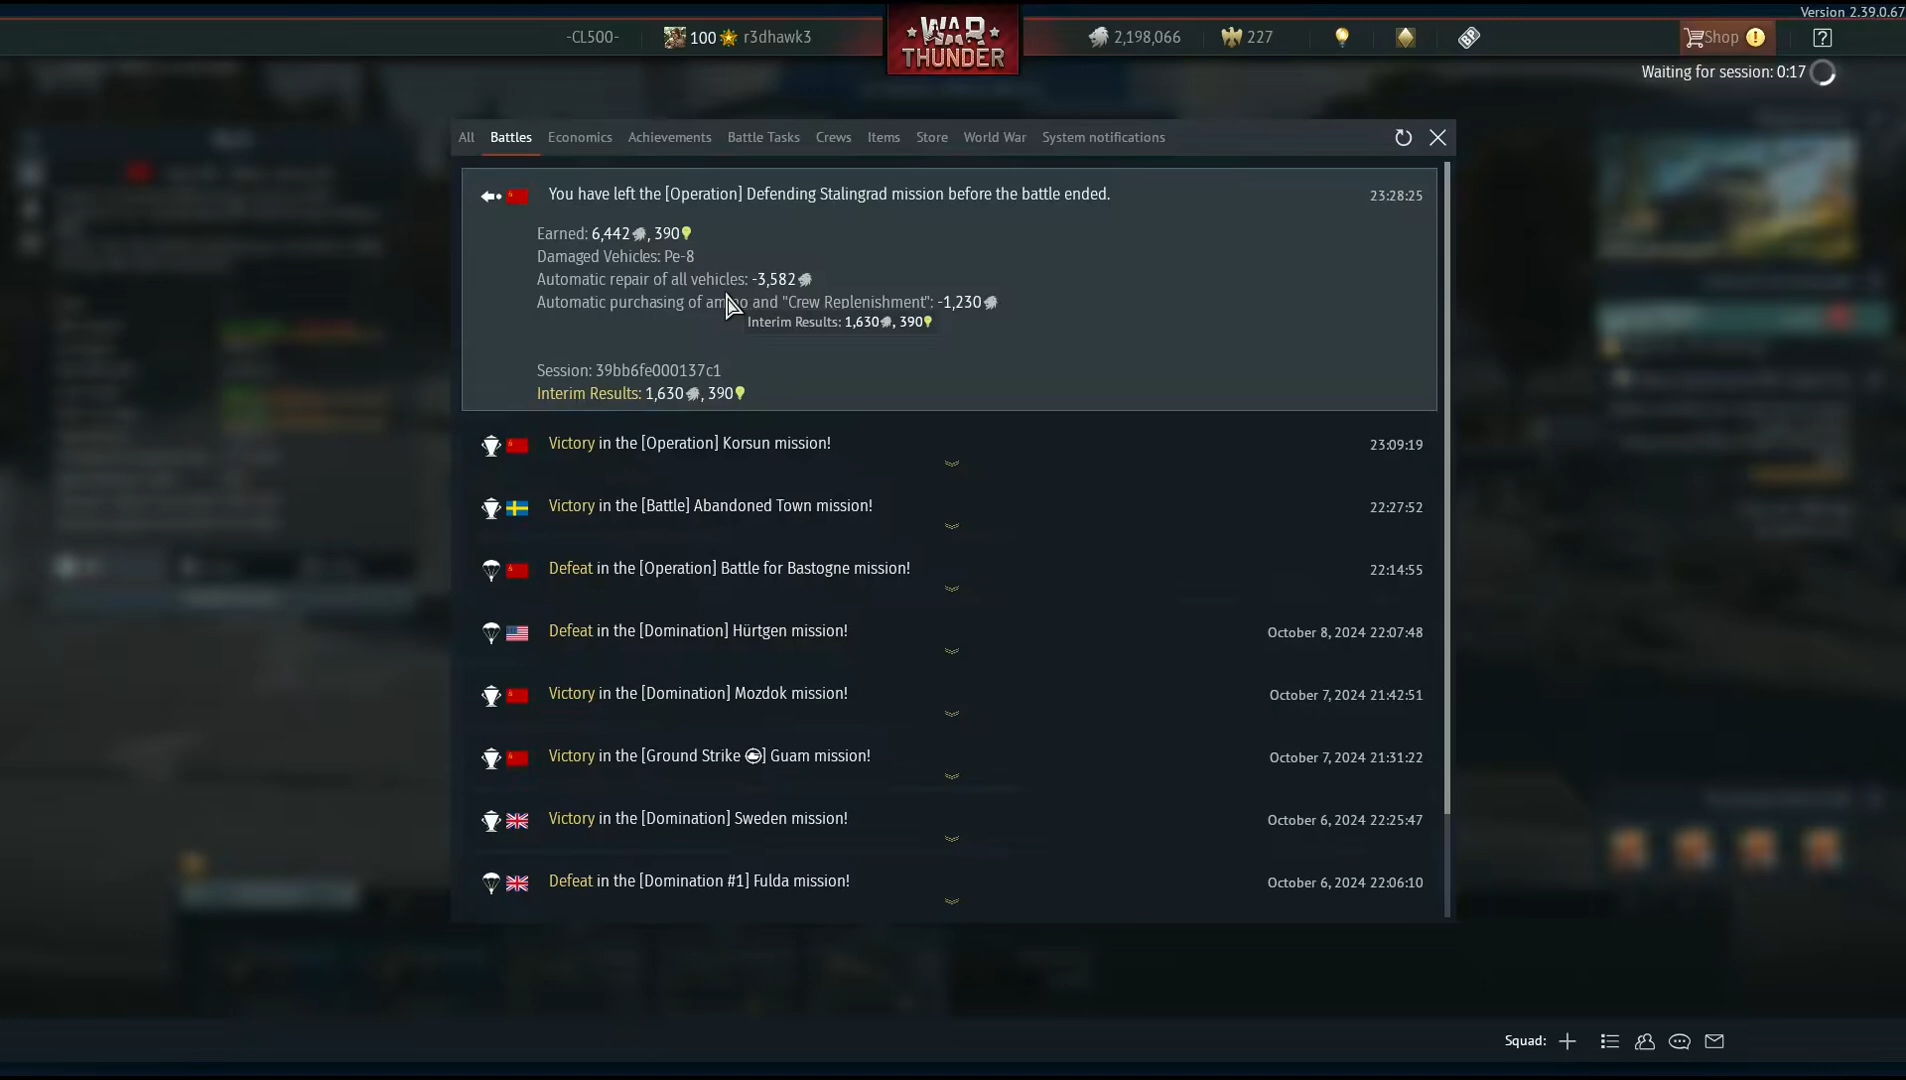 Version 2.39.0.67
-CL500-
100 r3dhawk3
WAR THUNDER
2,198,066
227
BP
Shop !
?
Waiting for session: 0:17
All Battles Economics Achievements Battle Tasks Crews Items Store World War System notifications
You have left the [Operation] Defending Stalingrad mission before the battle ended. 23:28:25
Earned: 6,442, 390
Damaged Vehicles: Pe-8
Automatic repair of all vehicles: -3,582
Automatic purchasing of ammo and "Crew Replenishment": -1,230
Interim Results: 1,630, 390
Session: 39bb6fe000137c1
Interim Results: 1,630, 390
Victory in the [Operation] Korsun mission! 23:09:19
Victory in the [Battle] Abandoned Town mission! 22:27:52
Defeat in the [Operation] Battle for Bastogne mission! 22:14:55
Defeat in the [Domination] Hürtgen mission! October 8, 2024 22:07:48
Victory in the [Domination] Mozdok mission! October 7, 2024 21:42:51
Victory in the [Ground Strike] Guam mission! October 7, 2024 21:31:22
Victory in the [Domination] Sweden mission! October 6, 2024 22:25:47
Defeat in the [Domination #1] Fulda mission! October 6, 2024 22:06:10
Squad: